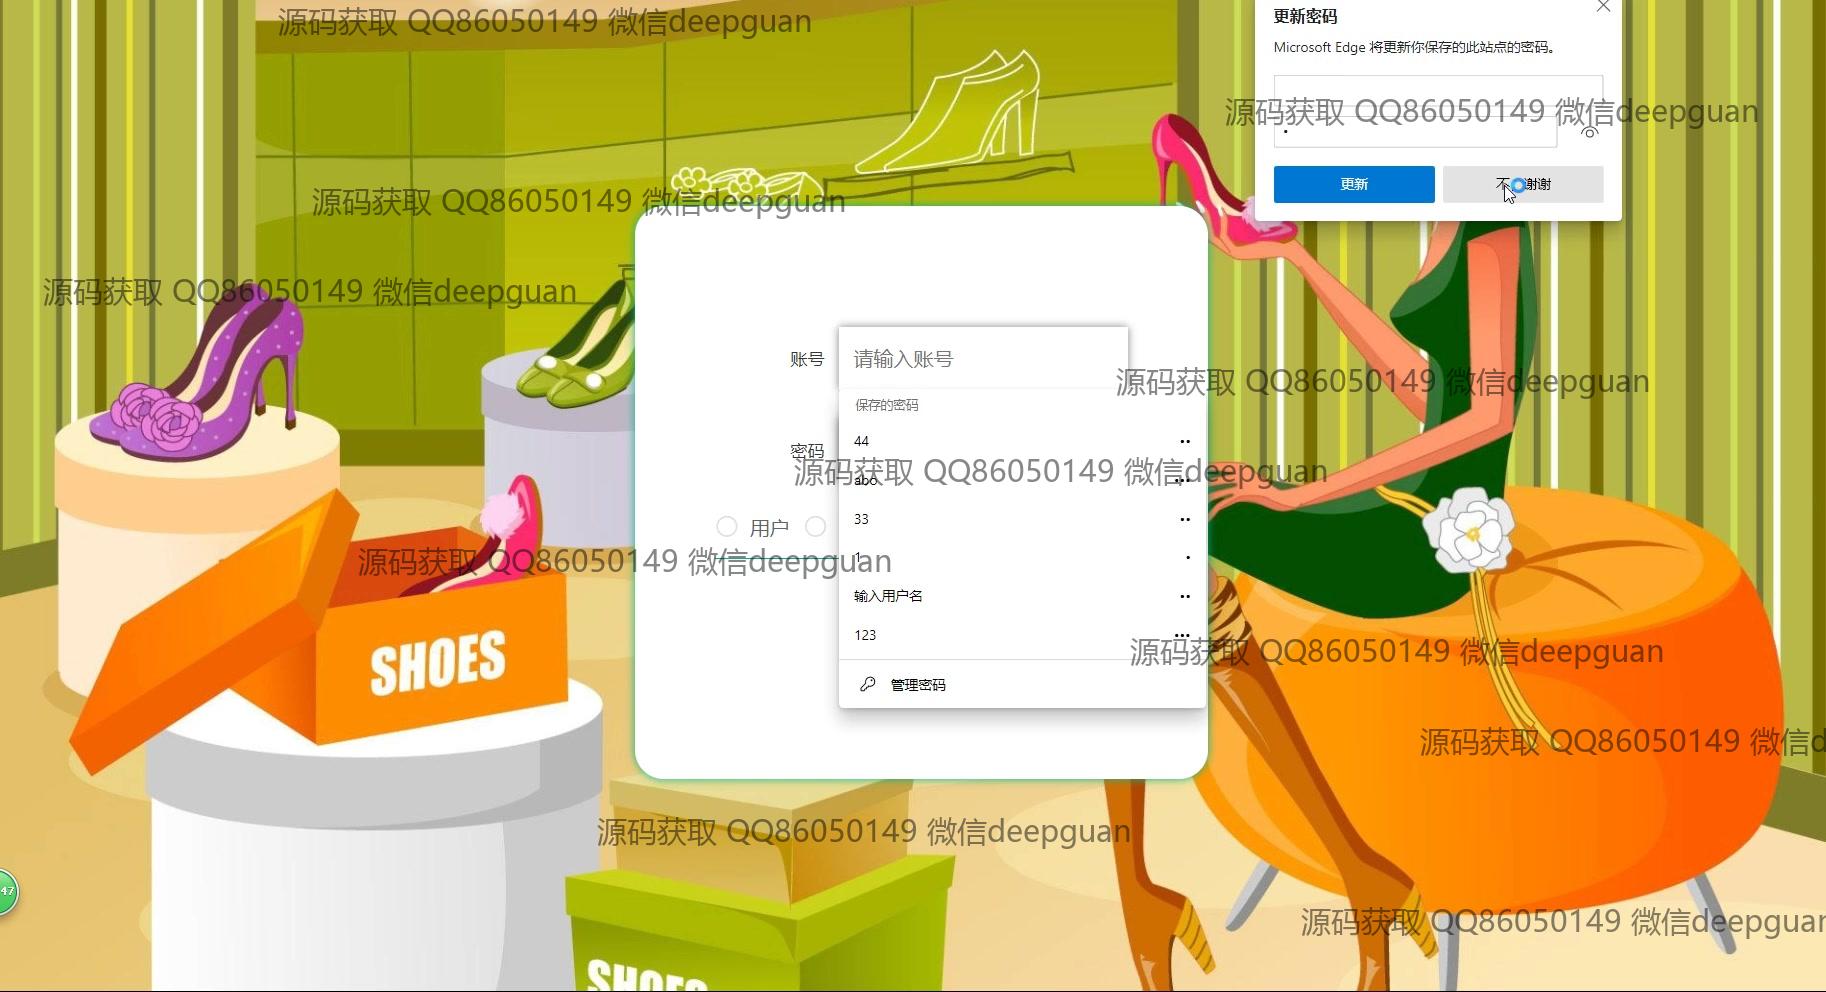 源码获取 QQ86050149 微信deepguan
更新密码
Microsoft Edge 将更新你保存的此站点的密码。
源码获取 QQ86050149 微信deepguan
更新
谢谢
源码获取 QQ86050149 微信deepguan
源码获取 QQ86050149 微信deepguan
账号
请输入账号
源码获取 QQ86050149 微信deepguan
保存的密码
44
密码
源码获取 QQ86050149 微信deepguan
33
用户
1
源码获取 QQ86050149 微信deepguan
输入用户名
123
源码获取 QQ86050149 微信deepguan
SHOES
管理密码
源码获取 QQ86050149 微信d
源码获取 QQ86050149 微信deepguan
47
源码获取 QQ86050149 微信deepguan
SHOES